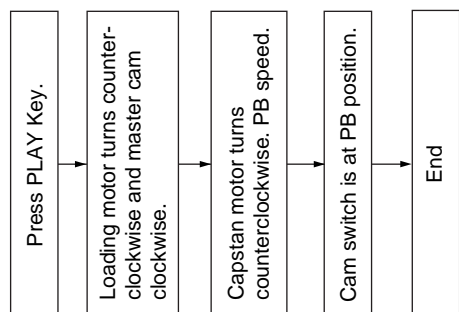 Press PLAY Key.
Loading motor turns counter-
clockwise and master cam
clockwise.
Capstan motor turns
counterclockwise. PB speed.
Cam switch is at PB position.
End